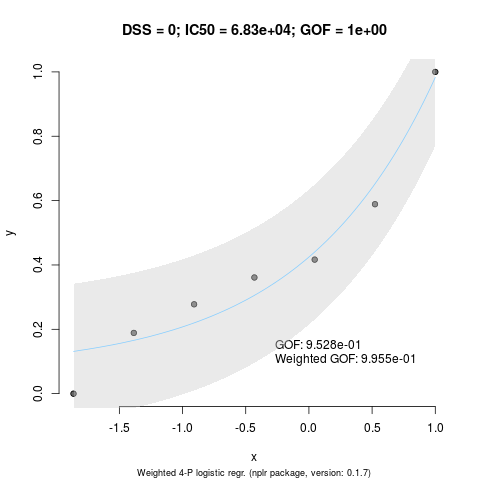 DSS = 0; IC50 = 6.83e+04; GOF = 1e+00
y
1.0
0.8
0.6
0.4
0.2
0.0
GOF: 9.528e-01
Weighted GOF: 9.955e-01
-1.5 -1.0 -0.5 0.0 0.5 1.0
x
Weighted 4-P logistic regr. (nplr package, version: 0.1.7)